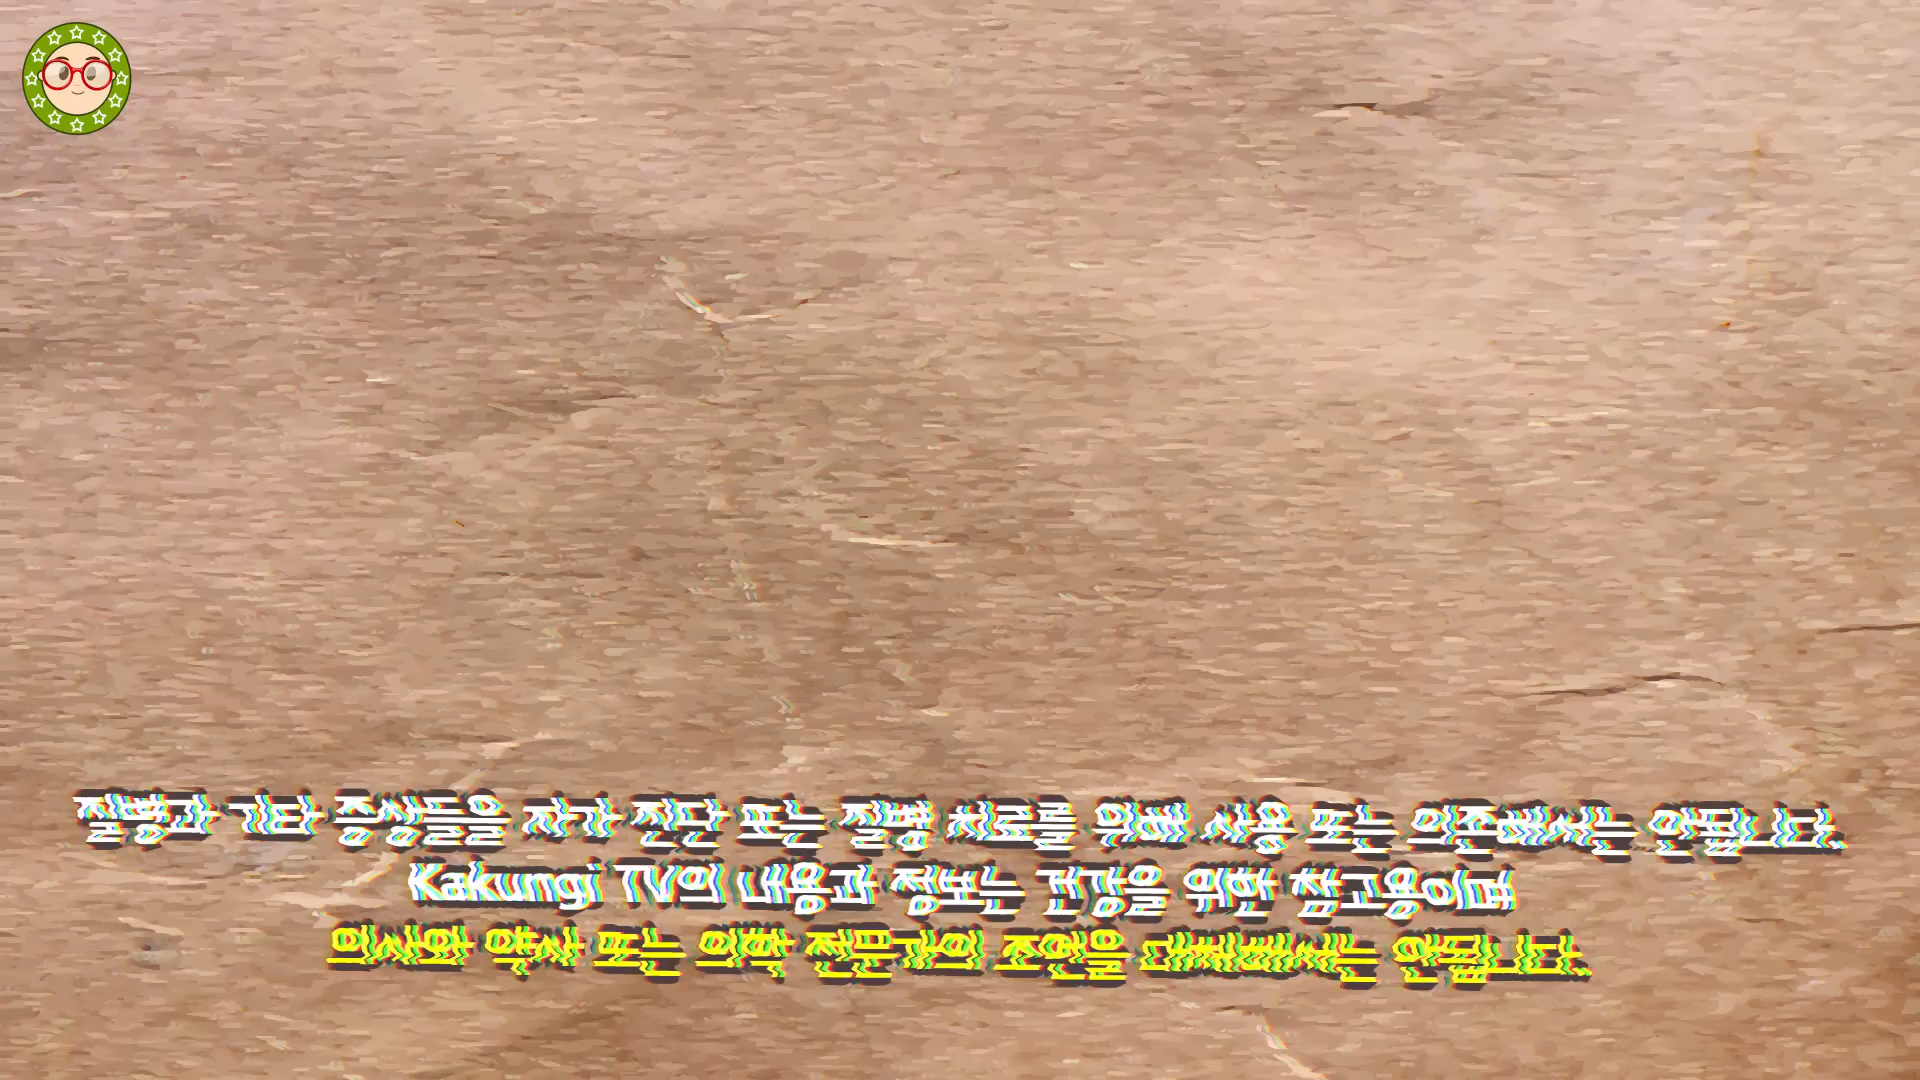 질병과 기타 증상들을 자가 진단 또는 질병 치료를 위해 사용 또는 의존해서는 안됩니다.
Kakungi TV의 내용과 정보는 건강을 위한 참고용이며
의사와 약사 또는 의학 전문가의 조언을 대체해서는 안됩니다.